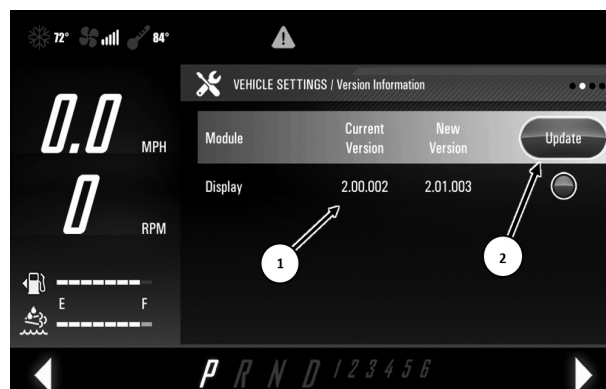 72° 84°
VEHICLE SETTINGS / Version Information
0.0 MPH
0 RPM
Module Current Version New Version Update
Display 2.00.002 2.01.003
1
2
E F
P R N D 1 2 3 4 5 6